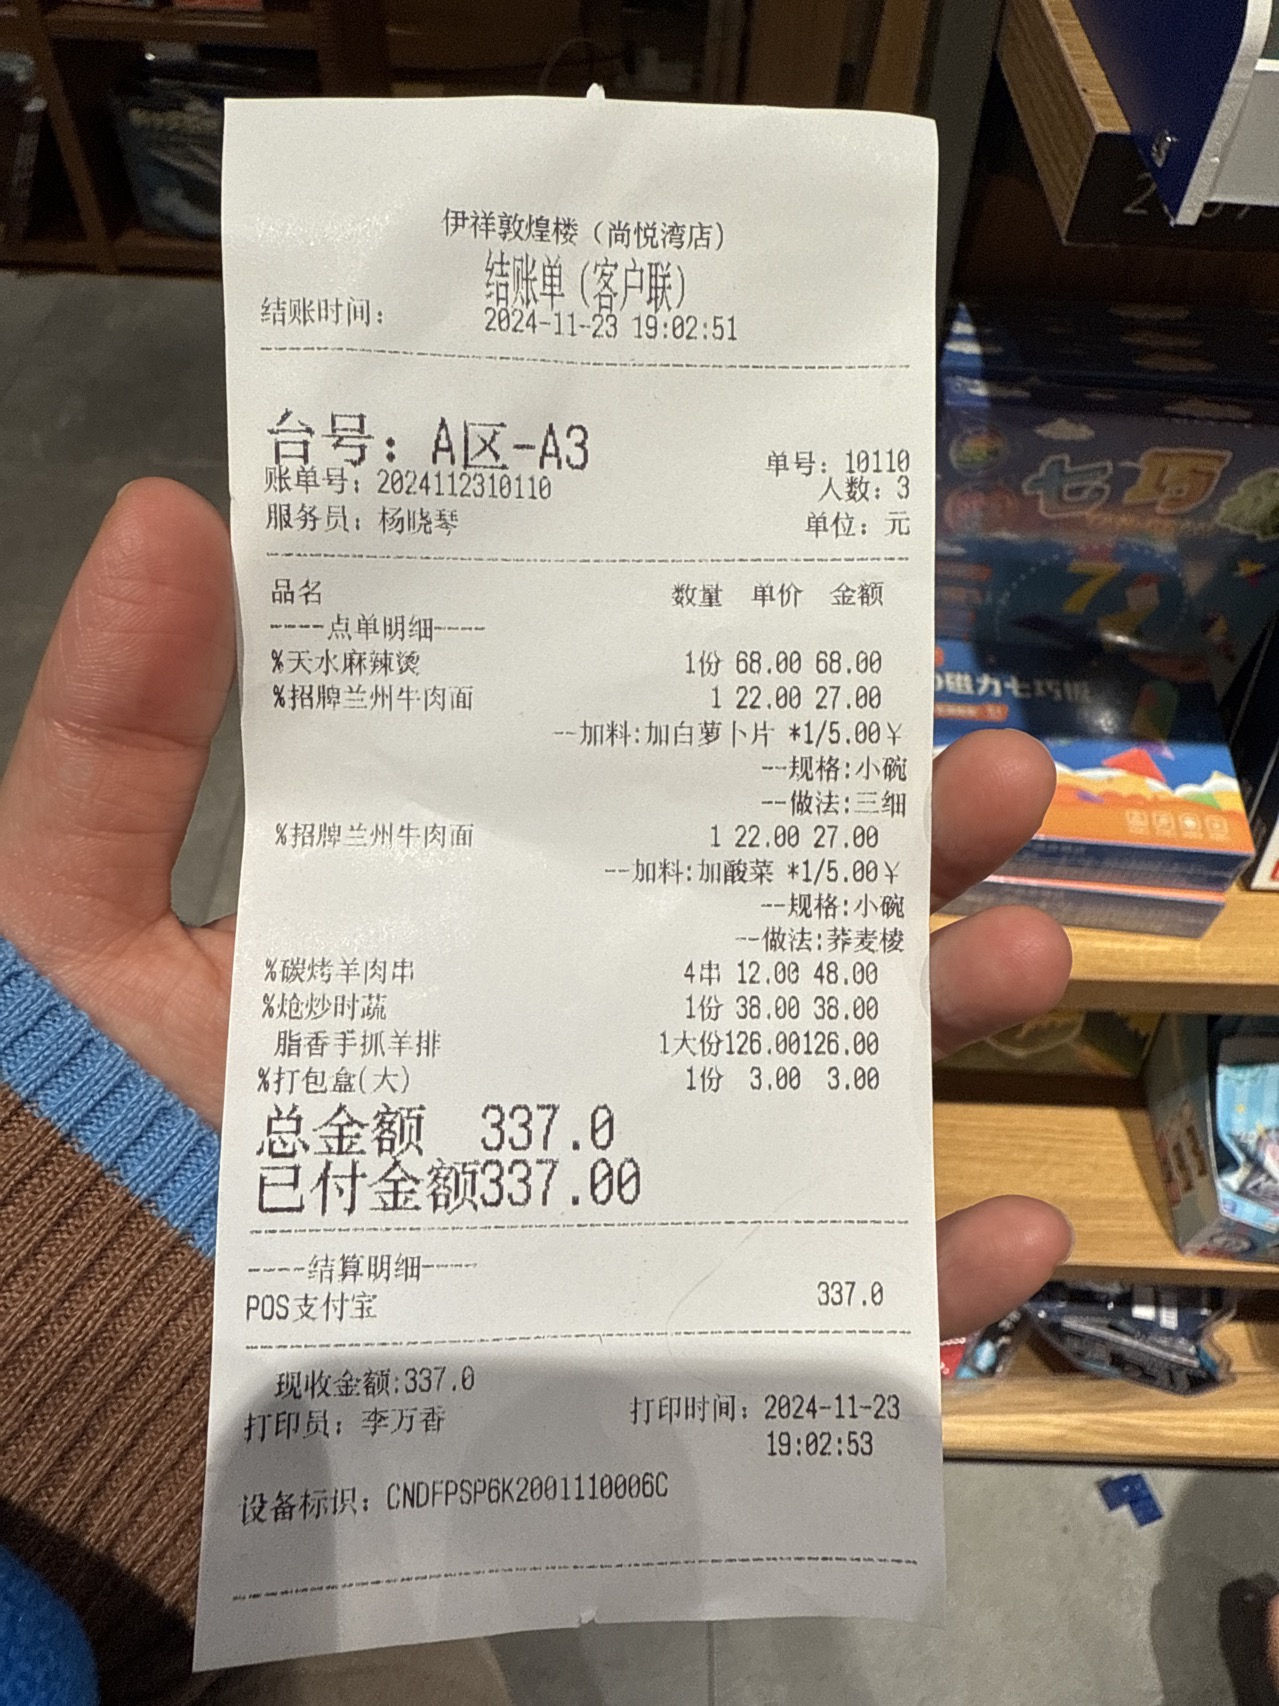 伊祥敦煌楼（尚悦湾店）
结账单（客户联）
结账时间： 2024-11-23 19:02:51
台号：A区-A3
单号：10110
账单号：2024112310110
人数：3
服务员：杨晓琴
单位：元
品名 数量 单价 金额
----点单明细----
%天水麻辣烫 1份 68.00 68.00
%招牌兰州牛肉面 1 22.00 27.00
--加料:加白萝卜片 *1/5.00¥
--规格:小碗
--做法:三细
%招牌兰州牛肉面 1 22.00 27.00
--加料:加酸菜 *1/5.00¥
--规格:小碗
--做法:荞麦棱
%碳烤羊肉串 4串 12.00 48.00
%炝炒时蔬 1份 38.00 38.00
脂香手抓羊排 1大份126.00126.00
%打包盒(大) 1份 3.00 3.00
总金额 337.0
已付金额337.00
----结算明细----
POS支付宝 337.0
现收金额:337.0
打印员：李万香
打印时间：2024-11-23
19:02:53
设备标识：CNDFPSP6K2001110006C
七巧
7
磁力七巧板